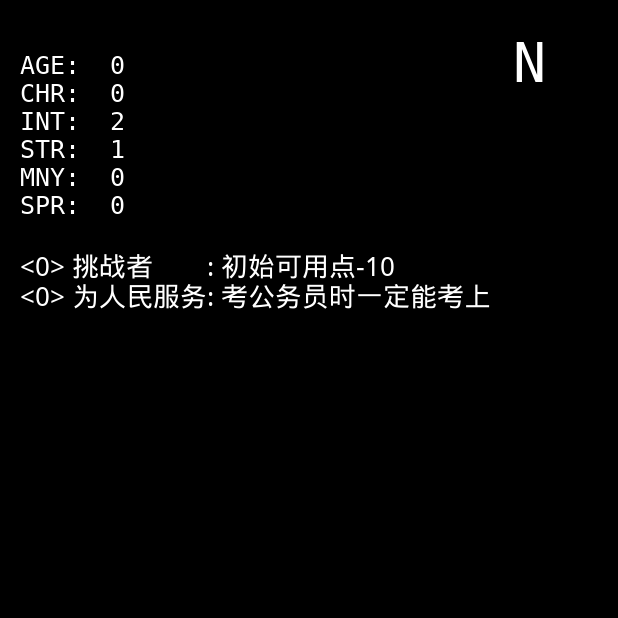 N
AGE: 0
CHR: 0
INT: 2
STR: 1
MNY: 0
SPR: 0
<0> 挑战者 : 初始可用点-10
<0> 为人民服务: 考公务员时一定能考上